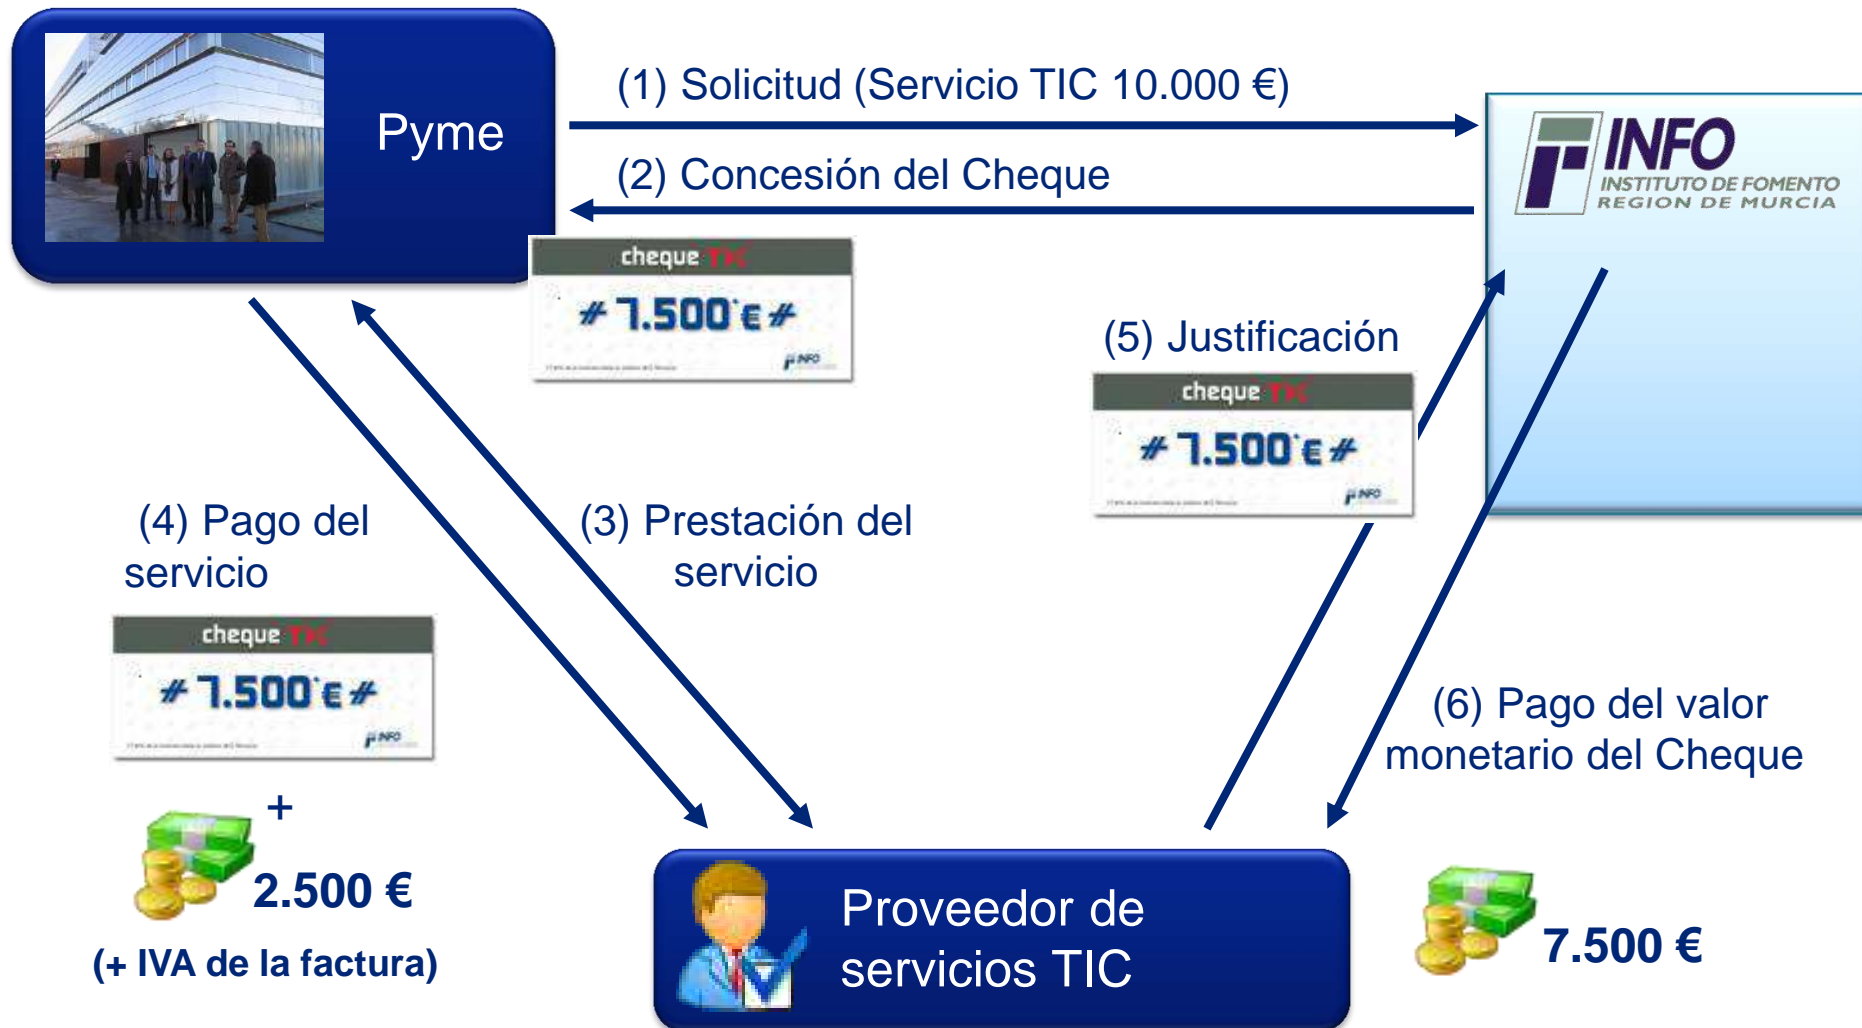 Pyme
(1) Solicitud (Servicio TIC 10.000 €)
(2) Concesión del Cheque
INFO
INSTITUTO DE FOMENTO
REGION DE MURCIA
cheque TIC
# 7.500 € #
INFO
(5) Justificación
cheque TIC
# 7.500 € #
INFO
(4) Pago del
servicio
(3) Prestación del
servicio
cheque TIC
# 7.500 € #
INFO
+
2.500 €
(+ IVA de la factura)
(6) Pago del valor
monetario del Cheque
Proveedor de
servicios TIC
7.500 €